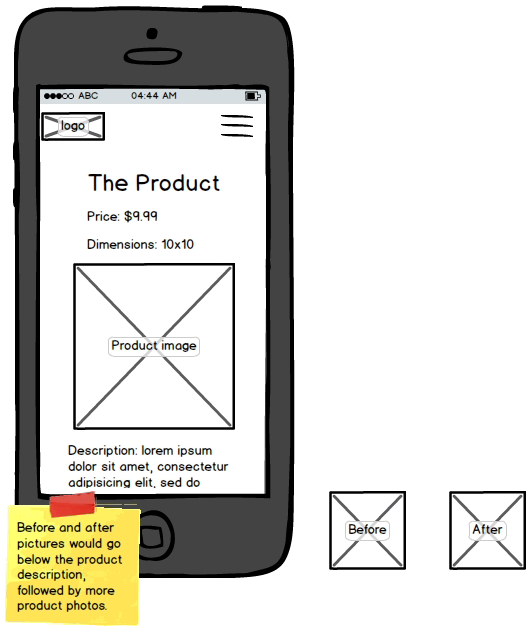 ABC 04:44 AM
logo
The Product
Price: $9.99
Dimensions: 10x10
Product image
Description: lorem ipsum
dolor sit amet, consectetur
adipisicing elit, sed do
Before and after
pictures would go
below the product
description,
followed by more
product photos.
Before
After